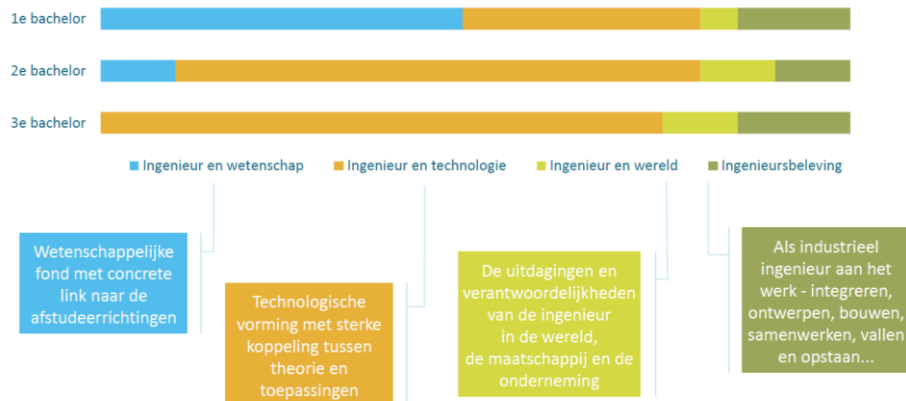 1e bachelor
2e bachelor
3e bachelor
Ingenieur en wetenschap
Ingenieur en technologie
Ingenieur en wereld
Ingenieursbeleving
Wetenschappelijke
fond met concrete
link naar de
afstudeerrichtingen
Technologische
vorming met sterke
koppeling tussen
theorie en
toepassingen
De uitdagingen en
verantwoordelijkheden
van de ingenieur
in de wereld,
de maatschappij en de
onderneming
Als industrieel
ingenieur aan het
werk - integreren,
ontwerpen, bouwen,
samenwerken, vallen
en opstaan...